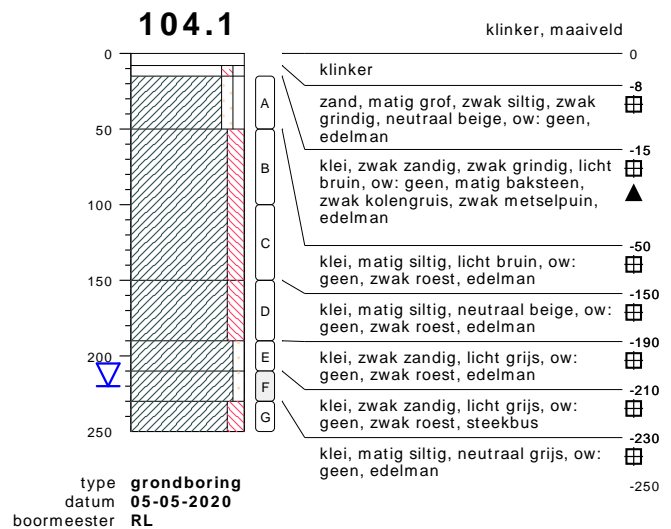 104.1
klinker, maaiveld
0
50
100
150
200
250
A
B
C
D
E
F
G
0
klinker
-8
zand, matig grof, zwak siltig, zwak
grindig, neutraal beige, ow: geen,
edelman
-15
klei, zwak zandig, zwak grindig, licht
bruin, ow: geen, matig baksteen,
zwak kolengruis, zwak metselpuin,
edelman
-50
klei, matig siltig, licht bruin, ow:
geen, zwak roest, edelman
-150
klei, matig siltig, neutraal beige, ow:
geen, zwak roest, edelman
-190
klei, zwak zandig, licht grijs, ow:
geen, zwak roest, edelman
-210
klei, zwak zandig, licht grijs, ow:
geen, zwak roest, steekbus
-230
klei, matig siltig, neutraal grijs, ow:
geen, edelman
-250
type grondboring
datum 05-05-2020
boormeester RL